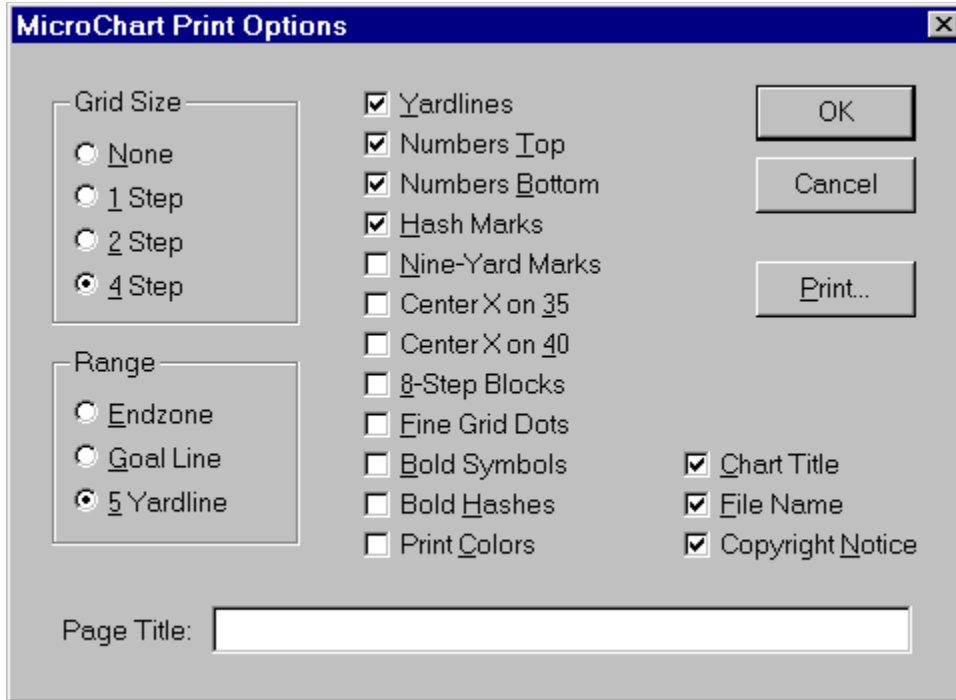 MicroChart Print Options
Grid Size
None
1 Step
2 Step
4 Step
Range
Endzone
Goal Line
5 Yardline
Yardlines
Numbers Top
Numbers Bottom
Hash Marks
Nine-Yard Marks
Center X on 35
Center X on 40
8-Step Blocks
Fine Grid Dots
Bold Symbols
Bold Hashes
Print Colors
OK
Cancel
Print...
Chart Title
File Name
Copyright Notice
Page Title: